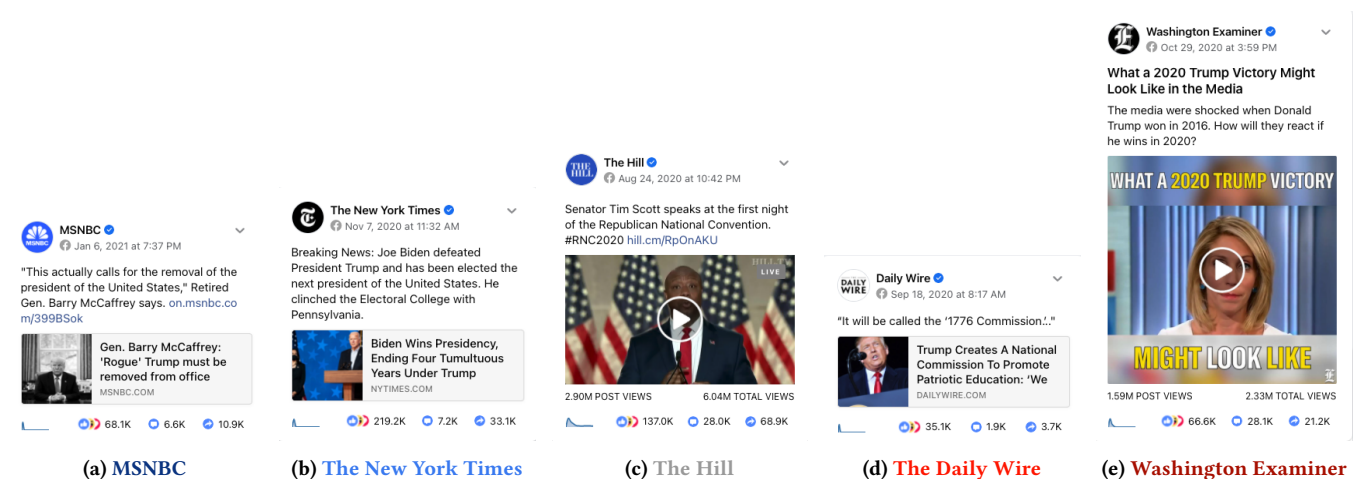 MSNBC
Jan 6, 2021 at 7:37 PM
"This actually calls for the removal of the
president of the United States," Retired
Gen. Barry McCaffrey says. on.msnbc.co
m/399BSok
Gen. Barry McCaffrey:
'Rogue' Trump must be
removed from office
MSNBC.COM
68.1K 6.6K 10.9K
(a) MSNBC
The New York Times
Nov 7, 2020 at 11:32 AM
Breaking News: Joe Biden defeated
President Trump and has been elected the
next president of the United States. He
clinched the Electoral College with
Pennsylvania.
Biden Wins Presidency,
Ending Four Tumultuous
Years Under Trump
NYTIMES.COM
219.2K 7.2K 33.1K
(b) The New York Times
THE
HILL
The Hill
Aug 24, 2020 at 10:42 PM
Senator Tim Scott speaks at the first night
of the Republican National Convention.
#RNC2020 hill.cm/RpOnAKU
HILL.TV
LIVE
2.90M POST VIEWS 6.04M TOTAL VIEWS
137.0K 28.0K 68.9K
(c) The Hill
DAILY
WIRE
Daily Wire
Sep 18, 2020 at 8:17 AM
"It will be called the '1776 Commission.'.."
Trump Creates A National
Commission To Promote
Patriotic Education: 'We
DAILYWIRE.COM
35.1K 1.9K 3.7K
(d) The Daily Wire
Washington Examiner
Oct 29, 2020 at 3:59 PM
What a 2020 Trump Victory Might
Look Like in the Media
The media were shocked when Donald
Trump won in 2016. How will they react if
he wins in 2020?
WHAT A 2020 TRUMP VICTORY
MIGHT LOOK LIKE
1.59M POST VIEWS 2.33M TOTAL VIEWS
66.6K 28.1K 21.2K
(e) Washington Examiner